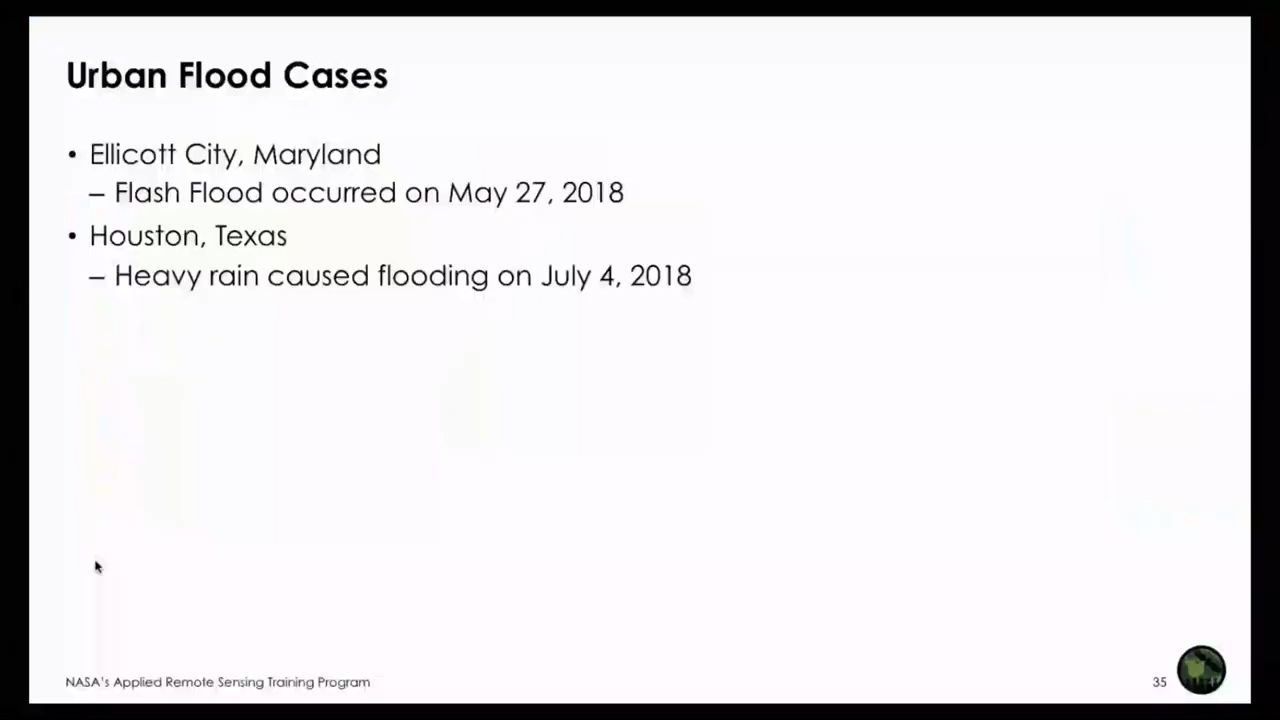 Urban Flood Cases
• Ellicott City, Maryland
– Flash Flood occurred on May 27, 2018
• Houston, Texas
– Heavy rain caused flooding on July 4, 2018
NASA's Applied Remote Sensing Training Program
35